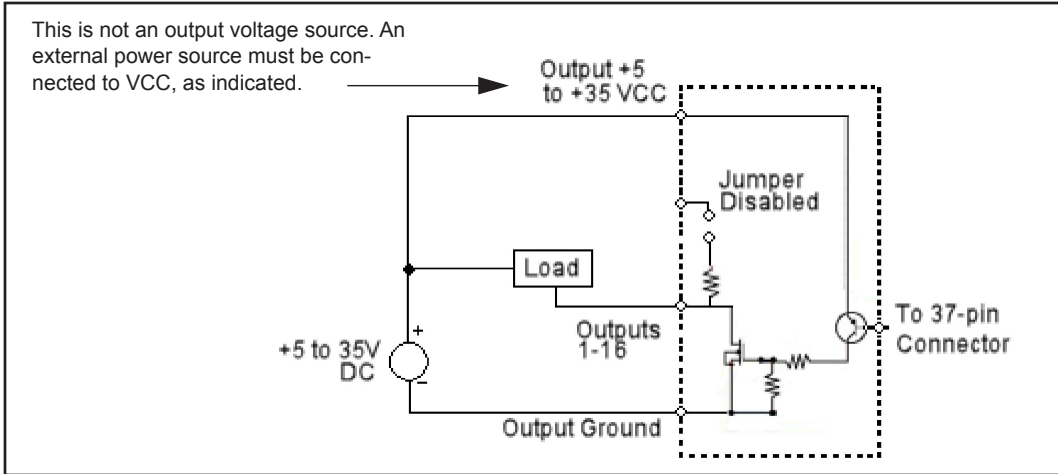 This is not an output voltage source. An
external power source must be con-
nected to VCC, as indicated.
Output +5
to +35 VCC
Jumper
Disabled
Load
Outputs
1-16
To 37-pin
Connector
+
+5 to 35V
DC
–
Output Ground